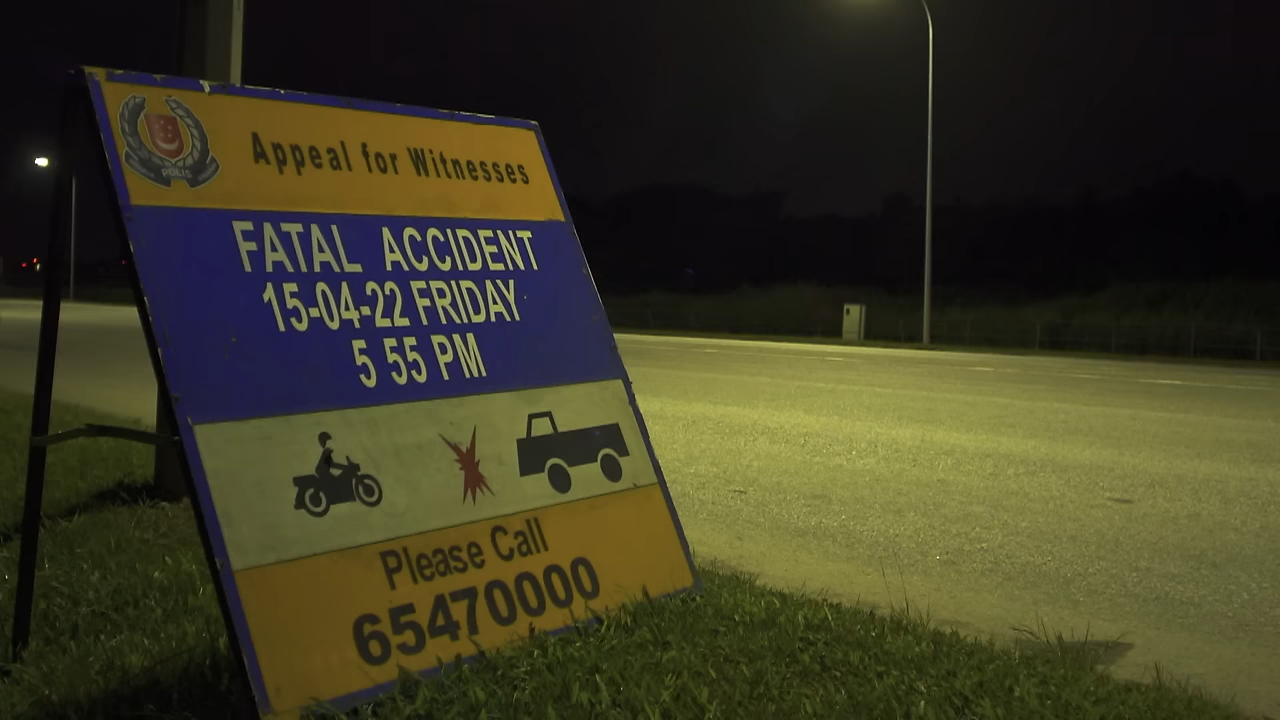 POLIS
Appeal for Witnesses
FATAL ACCIDENT
15-04-22 FRIDAY
5 55 PM
Please Call
65470000